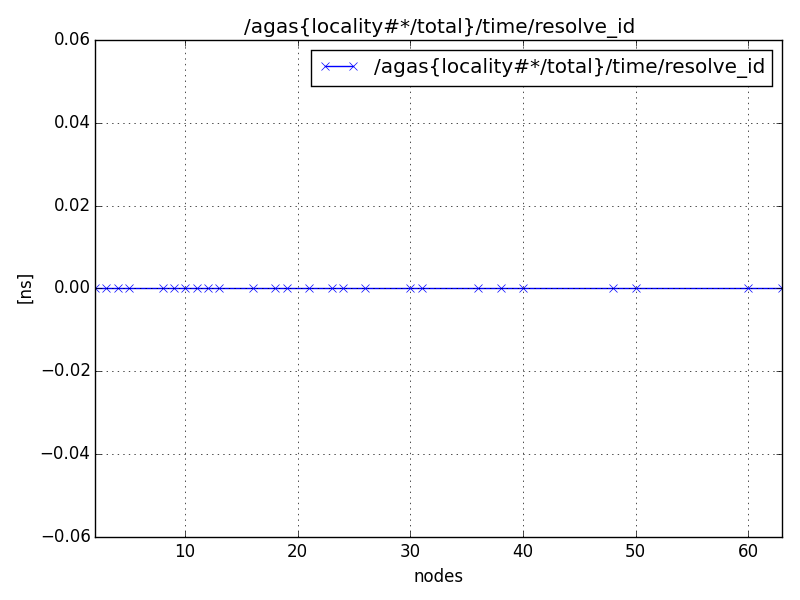 /agas{locality#*/total}/time/resolve_id
/agas{locality#*/total}/time/resolve_id
0.06
0.04
0.02
0.00
−0.02
−0.04
−0.06
[ns]
10 20 30 40 50 60
nodes